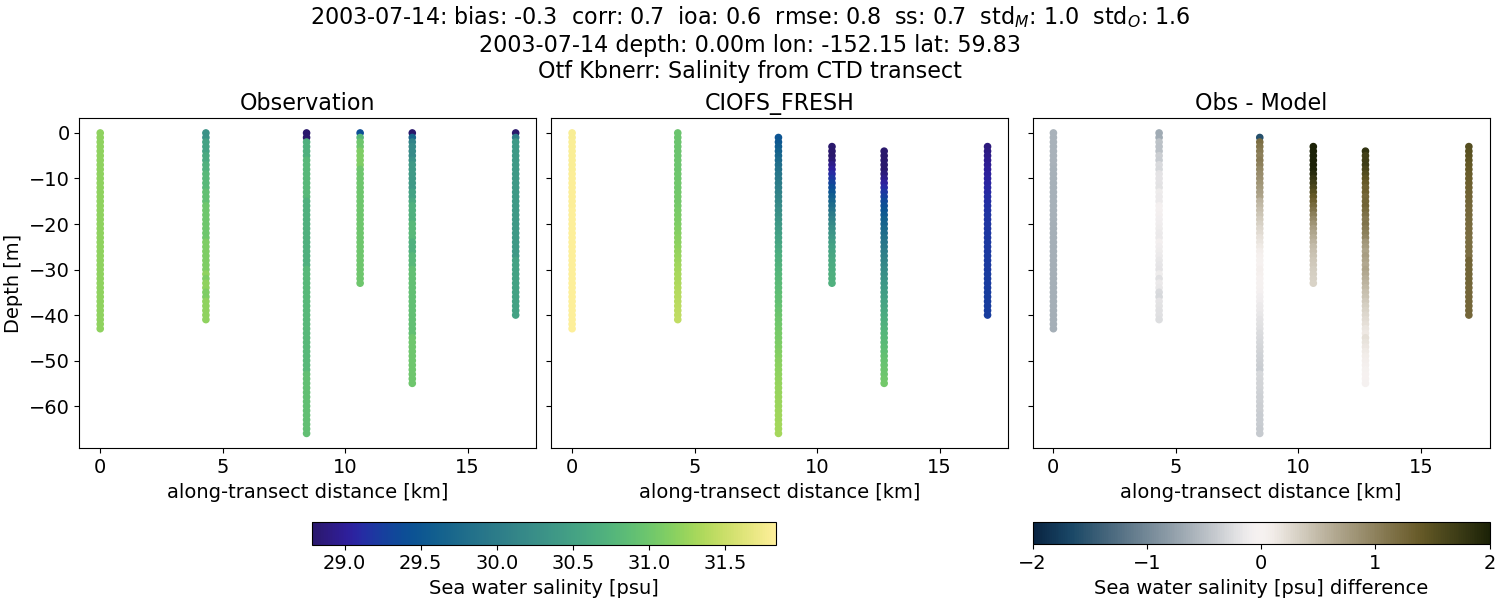 2003-07-14: bias: -0.3 corr: 0.7 ioa: 0.6 rmse: 0.8 ss: 0.7 std_M: 1.0 std_O: 1.6
2003-07-14 depth: 0.00m lon: -152.15 lat: 59.83
Otf Kbnerr: Salinity from CTD transect
Observation
CIOFS_FRESH
Obs - Model
Depth [m]
0
−10
−20
−30
−40
−50
−60
0 5 10 15
0 5 10 15
0 5 10 15
along-transect distance [km]
along-transect distance [km]
along-transect distance [km]
29.0 29.5 30.0 30.5 31.0 31.5
Sea water salinity [psu]
−2 −1 0 1 2
Sea water salinity [psu] difference